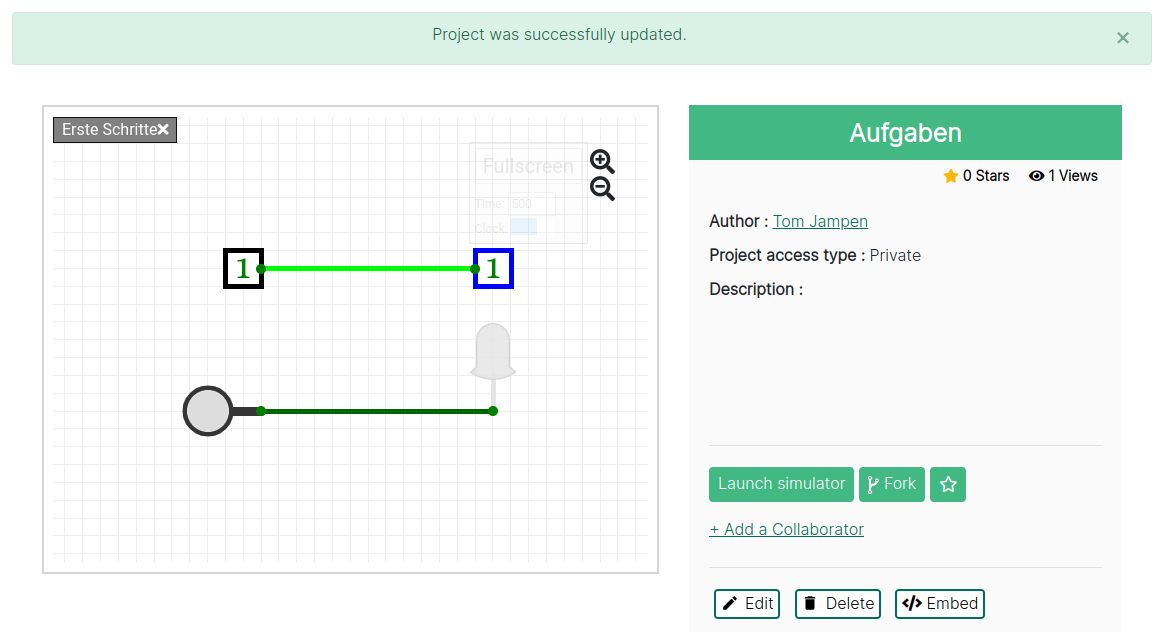 Project was successfully updated.
×
Erste Schritte
Fullscreen
Time: 500
Clock:
1 1
Aufgaben
0 Stars 1 Views
Author : Tom Jampen
Project access type : Private
Description :
Launch simulator Fork
+ Add a Collaborator
Edit Delete Embed